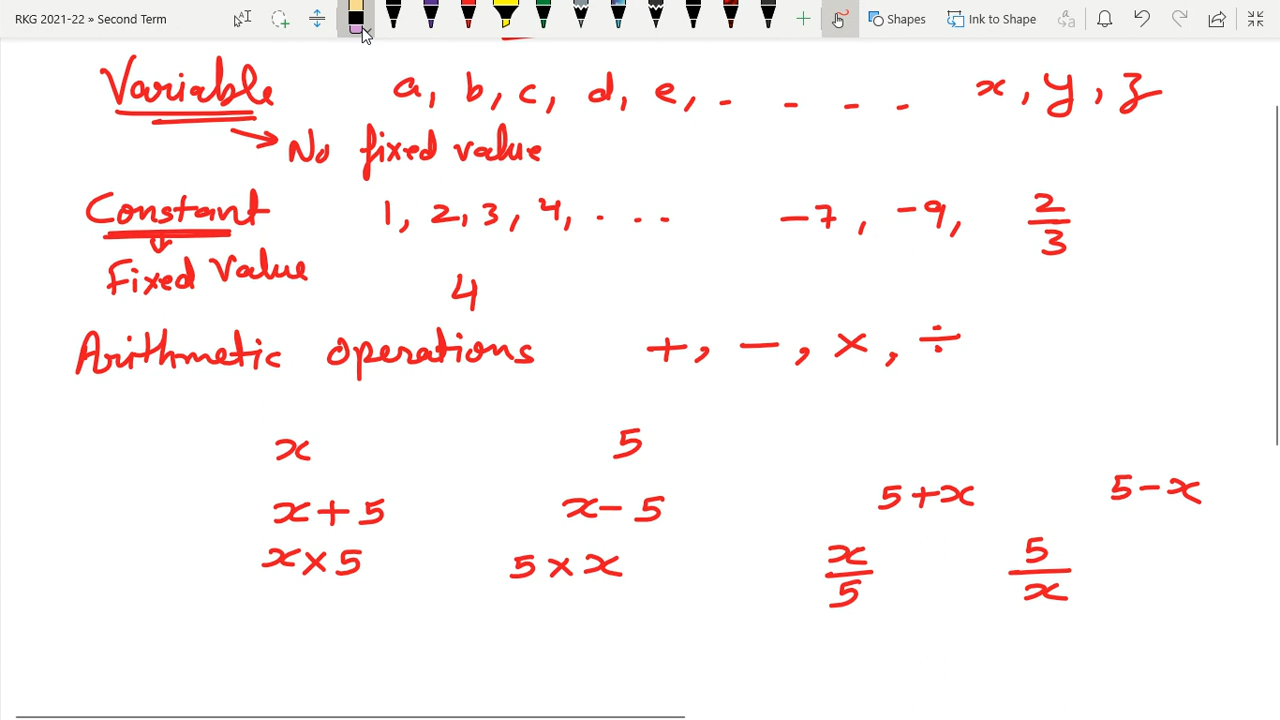 RKG 2021-22 » Second Term
Shapes
Ink to Shape
Variable a, b, c, d, e, - - - - x, y, z
→ No fixed value
Constant 1, 2, 3, 4, . . . -7, -9, 2/3
Fixed Value
4
Arithmetic operations +, −, ×, ÷
x 5
x + 5 x - 5 5 + x 5 - x
x × 5 5 × x x/5 5/x